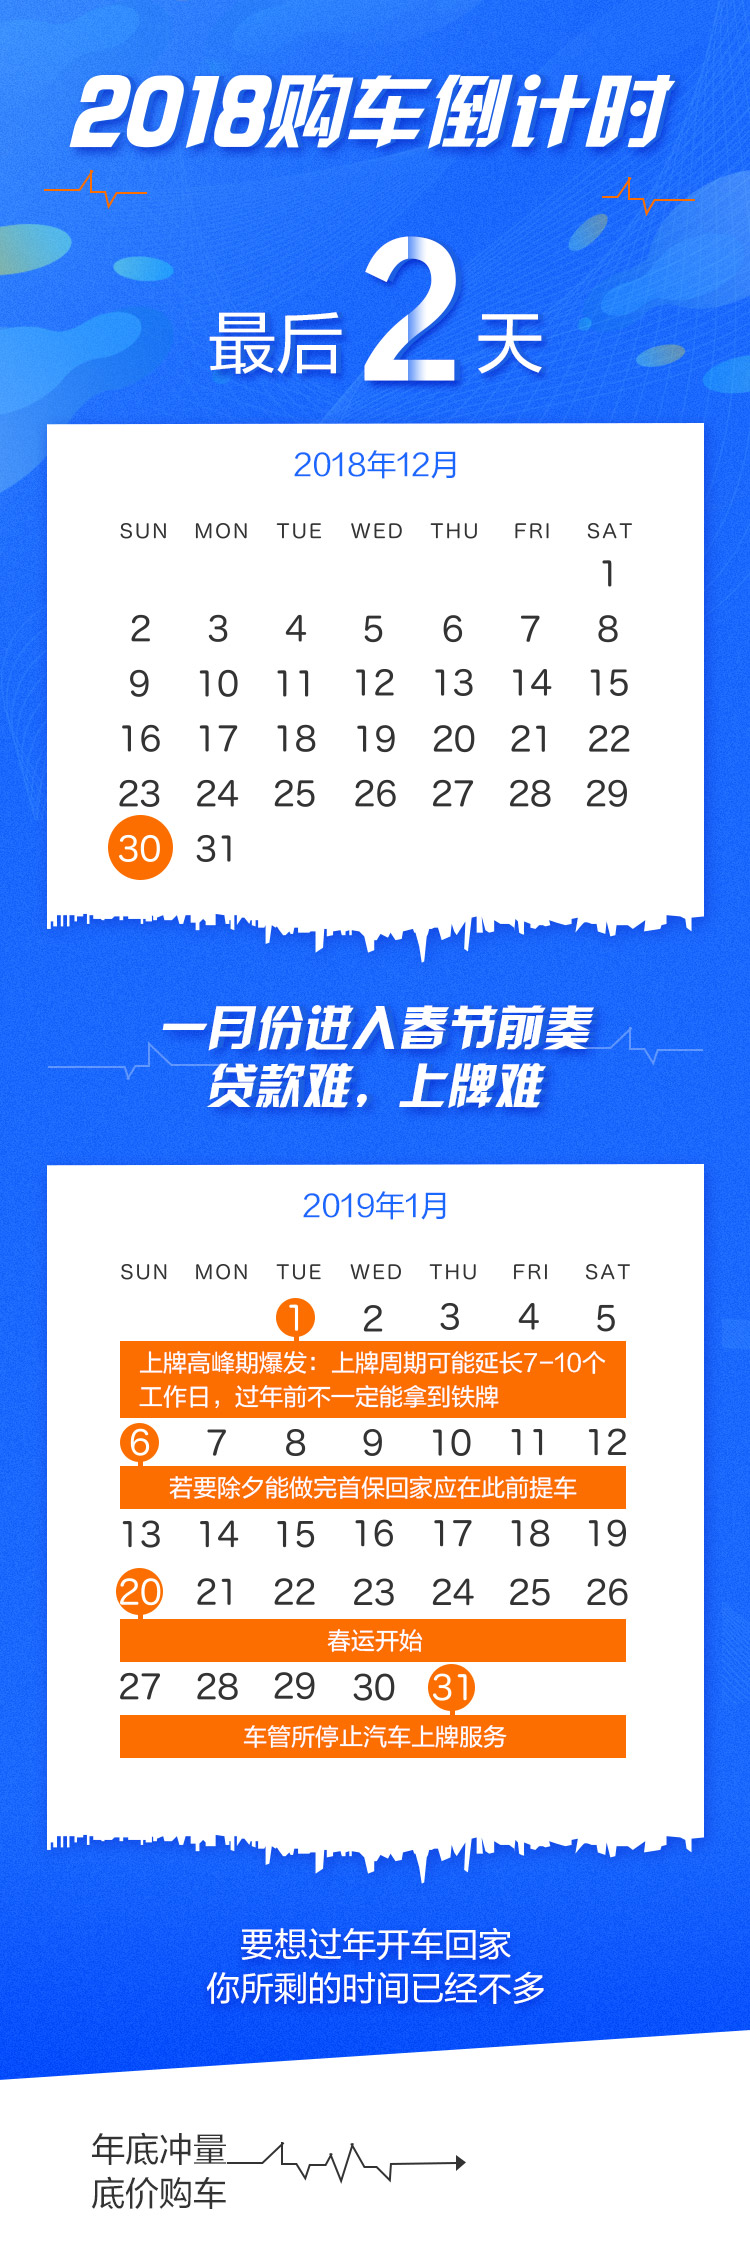 2018购车倒计时
最后2天
2018年12月
SUN MON TUE WED THU FRI SAT
1
2 3 4 5 6 7 8
9 10 11 12 13 14 15
16 17 18 19 20 21 22
23 24 25 26 27 28 29
30 31
一月份进入春节前奏
贷款难，上牌难
2019年1月
SUN MON TUE WED THU FRI SAT
1 2 3 4 5
上牌高峰期爆发：上牌周期可能延长7-10个
工作日，过年前不一定能拿到铁牌
6 7 8 9 10 11 12
若要除夕能做完首保回家应在此前提车
13 14 15 16 17 18 19
20 21 22 23 24 25 26
春运开始
27 28 29 30 31
车管所停止汽车上牌服务
要想过年开车回家
你所剩的时间已经不多
年底冲量
底价购车